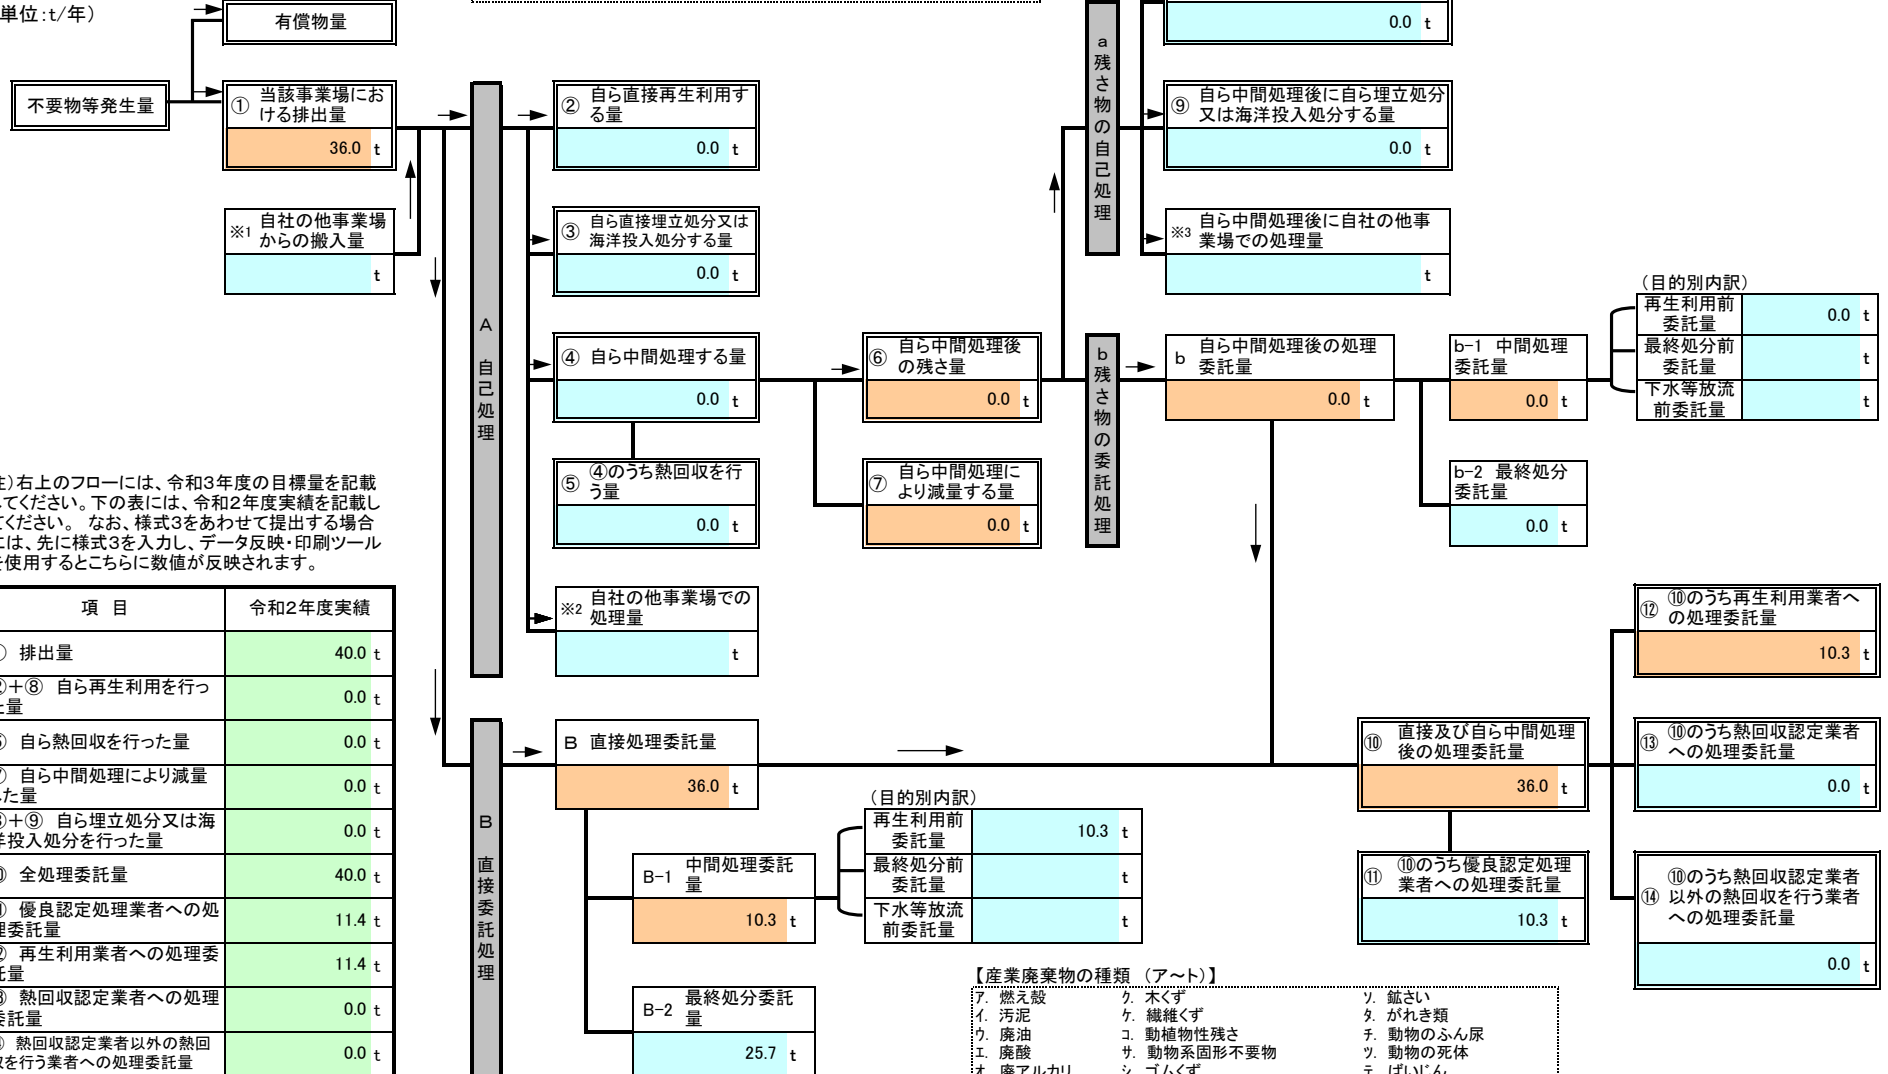 単位:t/年)
有償物量
不要物等発生量
① 当該事業場にお
ける排出量
36.0 t
※1 自社の他事業場
からの搬入量
t
A 自己処理
② 自ら直接再生利用す
る量
0.0 t
③ 自ら直接埋立処分又は
海洋投入処分する量
0.0 t
④ 自ら中間処理する量
0.0 t
⑤ ④のうち熱回収を行
う量
0.0 t
※2 自社の他事業場での
処理量
t
⑥ 自ら中間処理後
の残さ量
0.0 t
⑦ 自ら中間処理に
より減量する量
0.0 t
a 残さ物の自己処理
0.0 t
⑨ 自ら中間処理後に自ら埋立処分
又は海洋投入処分する量
0.0 t
※3 自ら中間処理後に自社の他事
業場での処理量
t
b 残さ物の委託処理
b 自ら中間処理後の処理
委託量
0.0 t
b-1 中間処理
委託量
0.0 t
b-2 最終処分
委託量
0.0 t
(目的別内訳)
再生利用前
委託量
0.0 t
最終処分前
委託量
t
下水等放流
前委託量
t
注)右上のフローには、令和3年度の目標量を記載
してください。下の表には、令和2年度実績を記載し
てください。 なお、様式3をあわせて提出する場合
には、先に様式3を入力し、データ反映・印刷ツール
を使用するとこちらに数値が反映されます。
項 目 令和2年度実績
① 排出量 40.0 t
②+⑧ 自ら再生利用を行っ
た量 0.0 t
⑤ 自ら熱回収を行った量 0.0 t
⑦ 自ら中間処理により減量
した量 0.0 t
③+⑨ 自ら埋立処分又は海
洋投入処分を行った量 0.0 t
⑩ 全処理委託量 40.0 t
⑪ 優良認定処理業者への処
理委託量 11.4 t
⑫ 再生利用業者への処理委
託量 11.4 t
⑬ 熱回収認定業者への処理
委託量 0.0 t
⑭ 熱回収認定業者以外の熱回
収を行う業者への処理委託量 0.0 t
B 直接委託処理
B 直接処理委託量
36.0 t
B-1 中間処理委託
量
10.3 t
B-2 最終処分委託
量
25.7 t
(目的別内訳)
再生利用前
委託量
10.3 t
最終処分前
委託量
t
下水等放流
前委託量
t
⑩ 直接及び自ら中間処理
後の処理委託量
36.0 t
⑪ ⑩のうち優良認定処理
業者への処理委託量
10.3 t
⑫ ⑩のうち再生利用業者へ
の処理委託量
10.3 t
⑬ ⑩のうち熱回収認定業者
への処理委託量
0.0 t
⑭ ⑩のうち熱回収認定業者
以外の熱回収を行う業者
への処理委託量
0.0 t
【産業廃棄物の種類 (ア~ト)】
ア. 燃え殻 ク. 木くず ソ. 鉱さい
イ. 汚泥 ケ. 繊維くず タ. がれき類
ウ. 廃油 コ. 動植物性残さ チ. 動物のふん尿
エ. 廃酸 サ. 動物系固形不要物 ツ. 動物の死体
オ. 廃アルカリ シ. ゴムくず テ. ばいじん